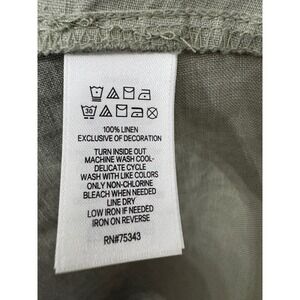 30
100% LINEN
EXCLUSIVE OF DECORATION
TURN INSIDE OUT
MACHINE WASH COOL-
DELICATE CYCLE
WASH WITH LIKE COLORS
ONLY NON-CHLORINE
BLEACH WHEN NEEDED
LINE DRY
LOW IRON IF NEEDED
IRON ON REVERSE
RN#75343